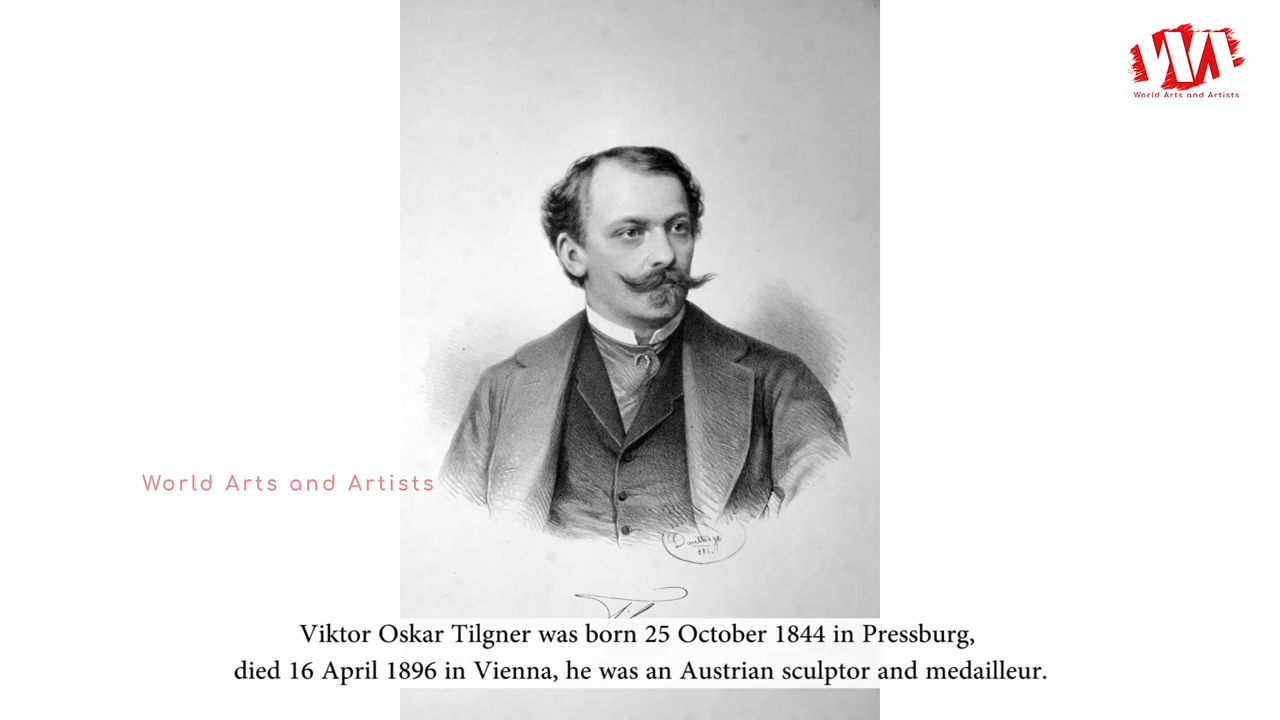 World Arts and Artists
World Arts and Artists
Viktor Oskar Tilgner was born 25 October 1844 in Pressburg,
died 16 April 1896 in Vienna, he was an Austrian sculptor and medailleur.